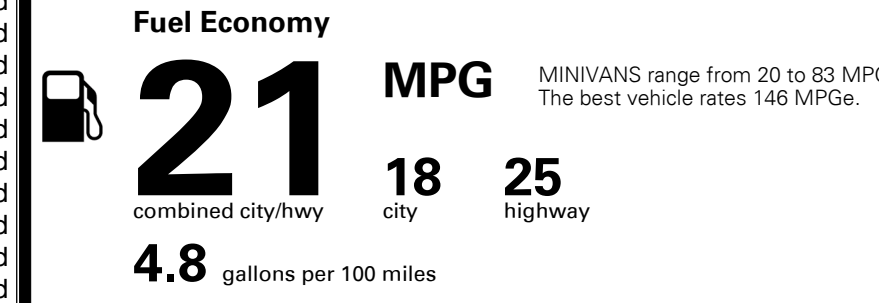 Fuel Economy
21
MPG
MINIVANS range from 20 to 83 MPG
The best vehicle rates 146 MPGe.
18
25
combined city/hwy
city
highway
4.8 gallons per 100 miles